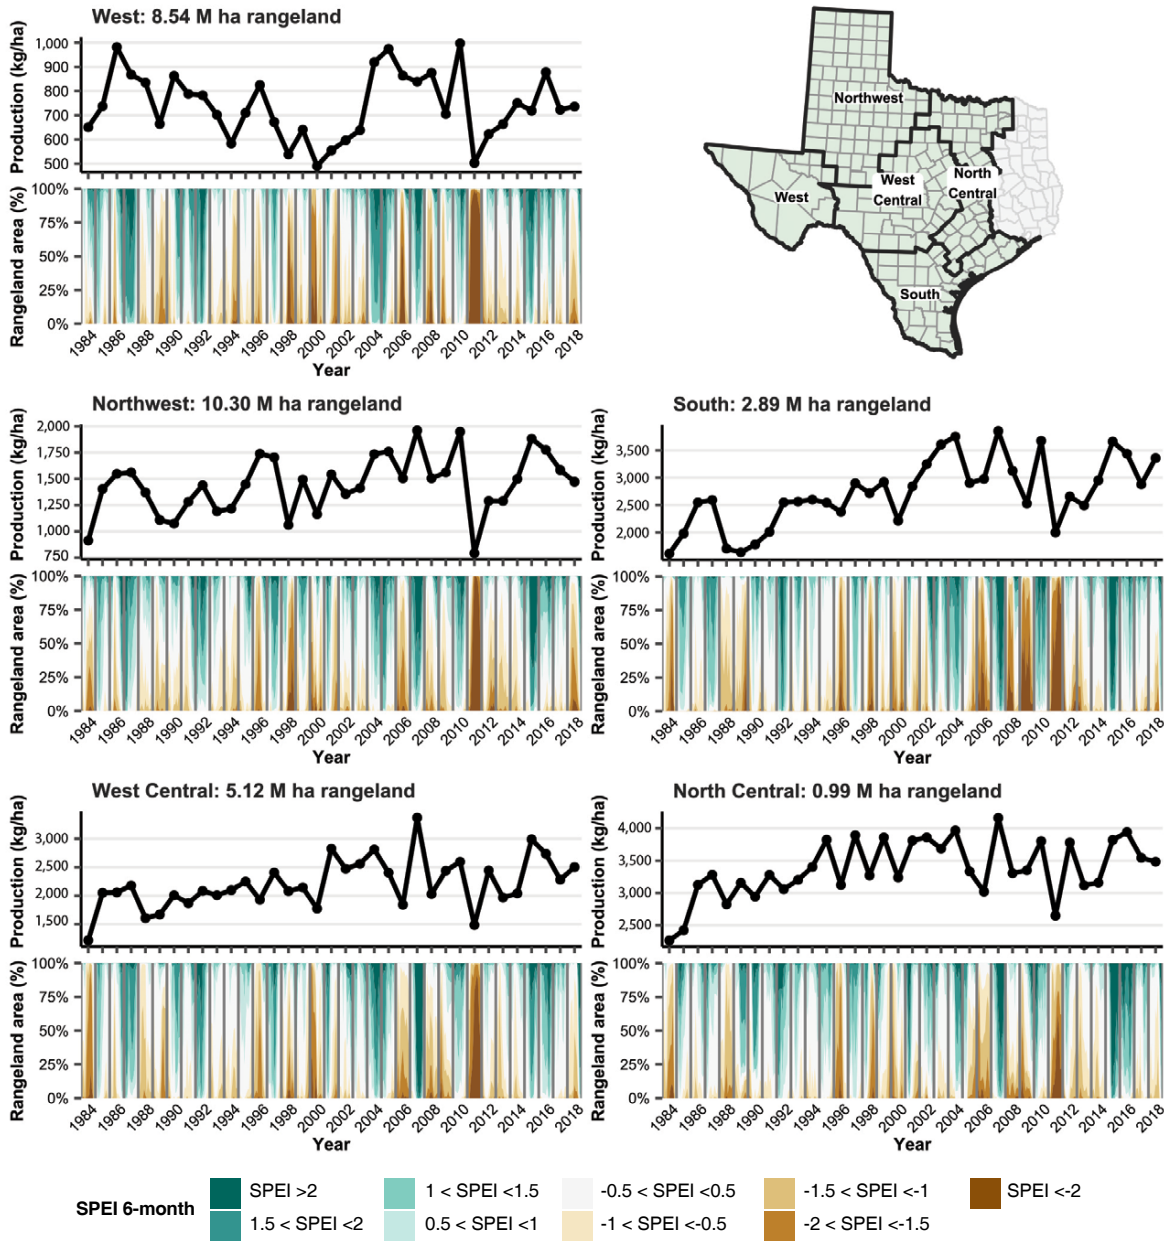 West: 8.54 M ha rangeland
Production (kg/ha)
1,000
900
800
700
600
500
Rangeland area (%)
100%
75%
50%
25%
0%
1984 1986 1988 1990 1992 1994 1996 1998 2000 2002 2004 2006 2008 2010 2012 2014 2016 2018
Year
Northwest
West
West
Central
North
Central
South
Northwest: 10.30 M ha rangeland
Production (kg/ha)
2,000
1,750
1,500
1,250
1,000
750
Rangeland area (%)
100%
75%
50%
25%
0%
1984 1986 1988 1990 1992 1994 1996 1998 2000 2002 2004 2006 2008 2010 2012 2014 2016 2018
Year
South: 2.89 M ha rangeland
Production (kg/ha)
3,500
3,000
2,500
2,000
Rangeland area (%)
100%
75%
50%
25%
0%
1984 1986 1988 1990 1992 1994 1996 1998 2000 2002 2004 2006 2008 2010 2012 2014 2016 2018
Year
West Central: 5.12 M ha rangeland
Production (kg/ha)
3,000
2,500
2,000
1,500
Rangeland area (%)
100%
75%
50%
25%
0%
1984 1986 1988 1990 1992 1994 1996 1998 2000 2002 2004 2006 2008 2010 2012 2014 2016 2018
Year
North Central: 0.99 M ha rangeland
Production (kg/ha)
4,000
3,500
3,000
2,500
Rangeland area (%)
100%
75%
50%
25%
0%
1984 1986 1988 1990 1992 1994 1996 1998 2000 2002 2004 2006 2008 2010 2012 2014 2016 2018
Year
SPEI 6-month
SPEI >2
1.5 < SPEI <2
1 < SPEI <1.5
0.5 < SPEI <1
-0.5 < SPEI <0.5
-1 < SPEI <-0.5
-1.5 < SPEI <-1
-2 < SPEI <-1.5
SPEI <-2